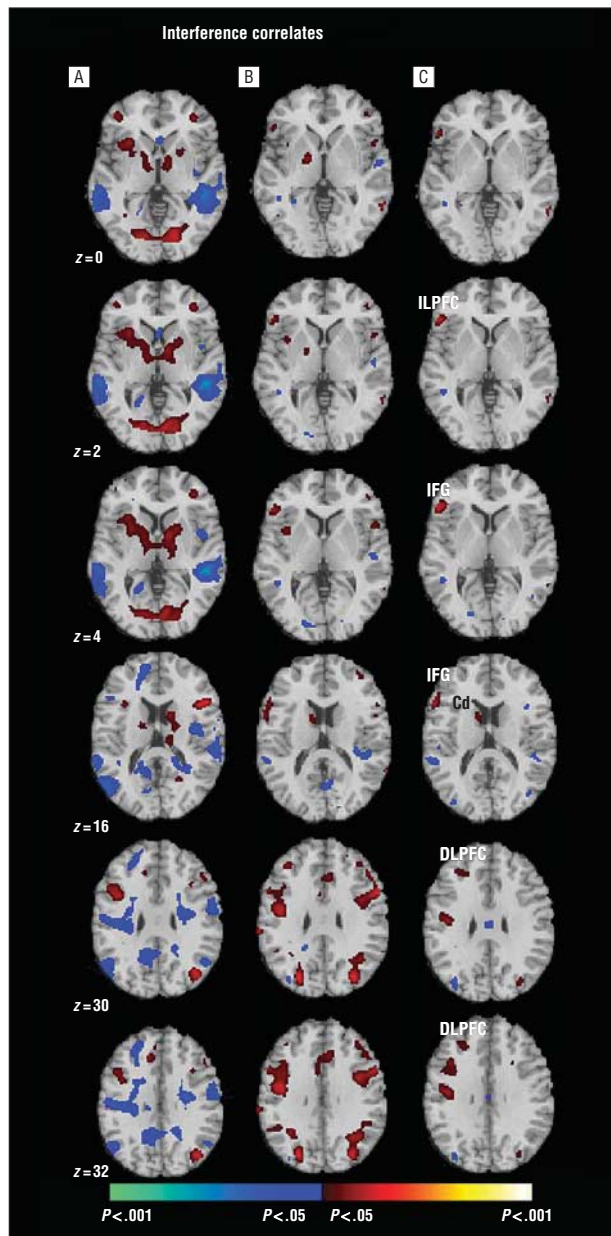 Interference correlates
A B C
z=0
ILPFC
z=2
IFG
z=4
IFG
Cd
z=16
DLPFC
z=30
DLPFC
z=32
P<.001 P<.05 P<.05 P<.001